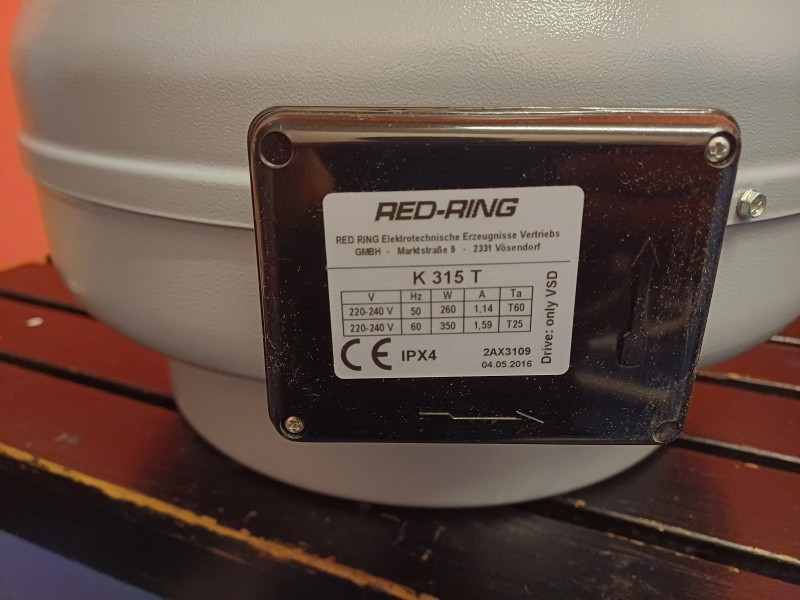 RED-RING
RED RING Elektrotechnische Erzeugnisse Vertriebs
GMBH - Marktstraße 9 - 2331 Vösendorf
K 315 T
V Hz W A Ta
220-240 V 50 260 1,14 T60
220-240 V 60 350 1,59 T25
Drive: only VSD
CE IPX4 2AX3109
04.05.2016